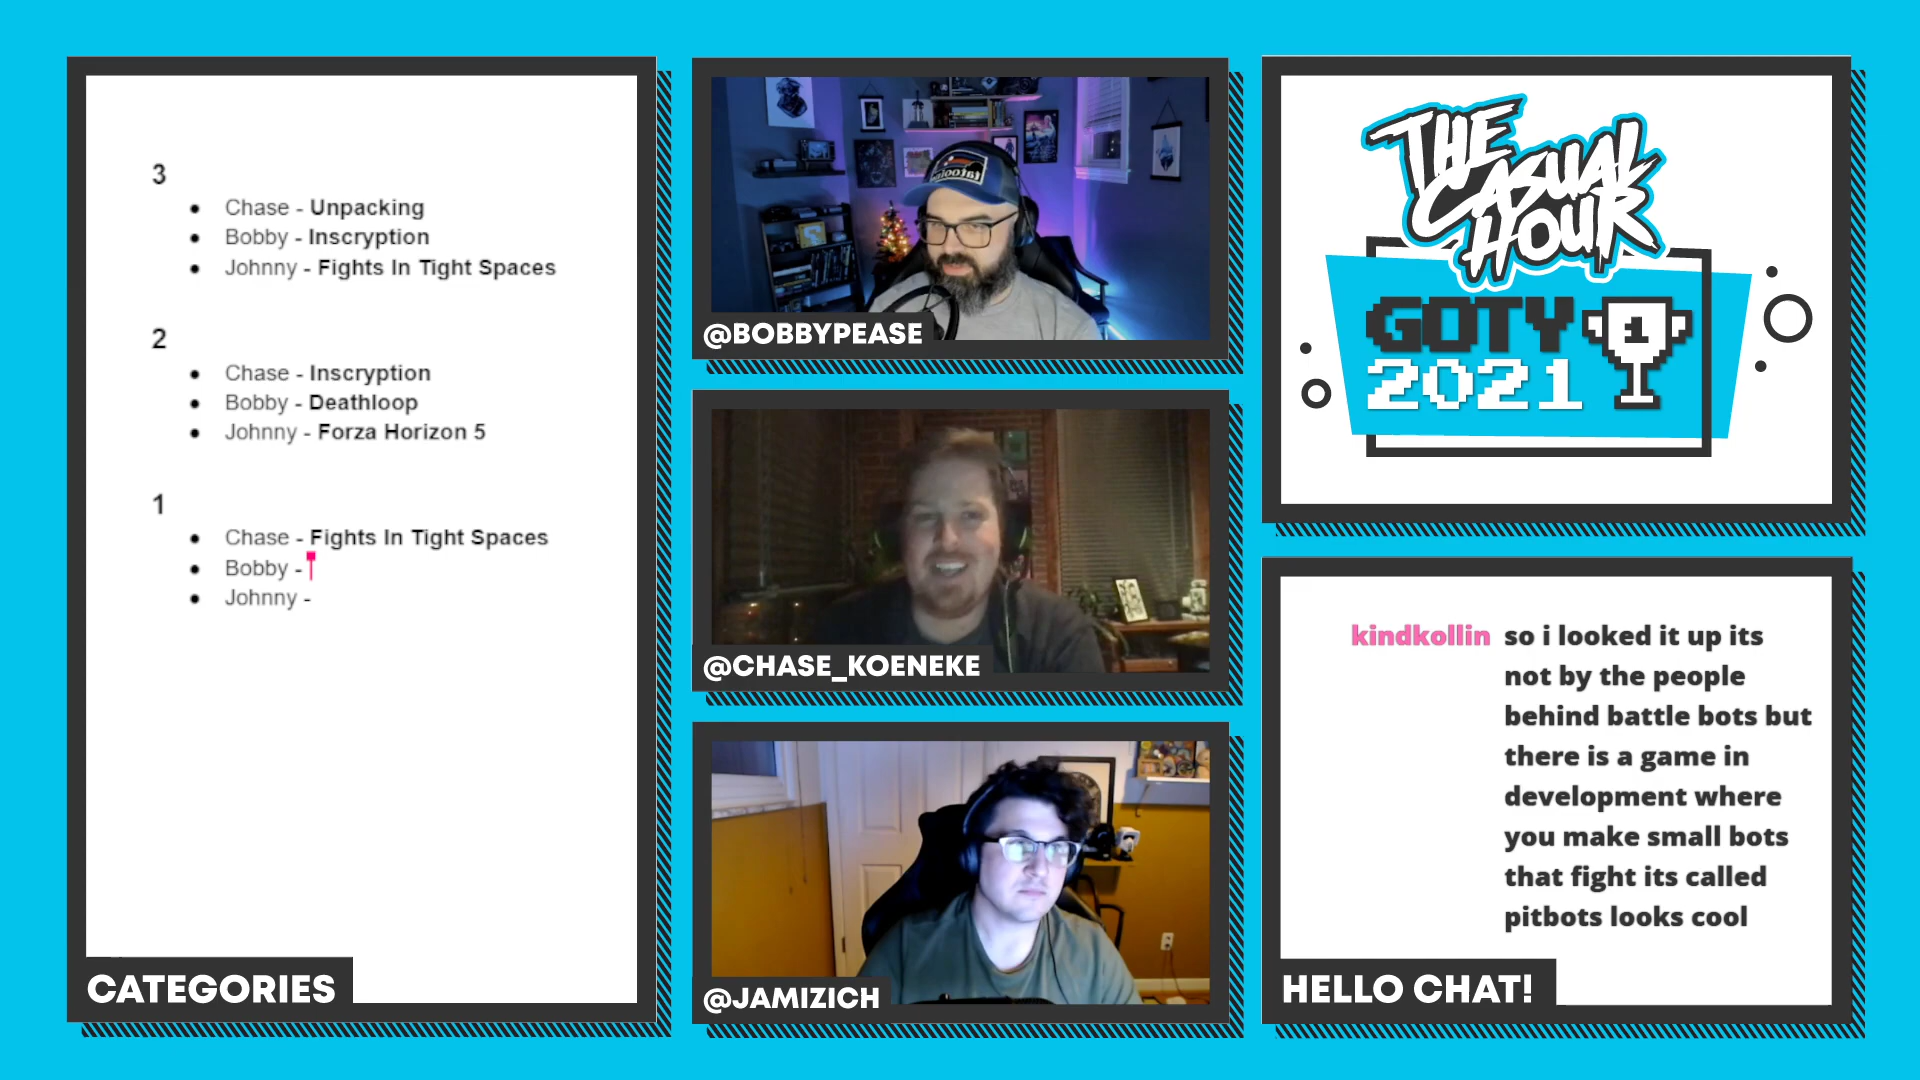 3
Chase - Unpacking
Bobby - Inscryption
Johnny - Fights In Tight Spaces
2
Chase - Inscryption
Bobby - Deathloop
Johnny - Forza Horizon 5
1
Chase - Fights In Tight Spaces
Bobby -
Johnny -
CATEGORIES
tatooine
@BOBBYPEASE
@CHASE_KOENEKE
@JAMIZICH
THE
CASUAL
HOUR
GOTY
1
2021
kindkollin so i looked it up its
not by the people
behind battle bots but
there is a game in
development where
you make small bots
that fight its called
pitbots looks cool
HELLO CHAT!